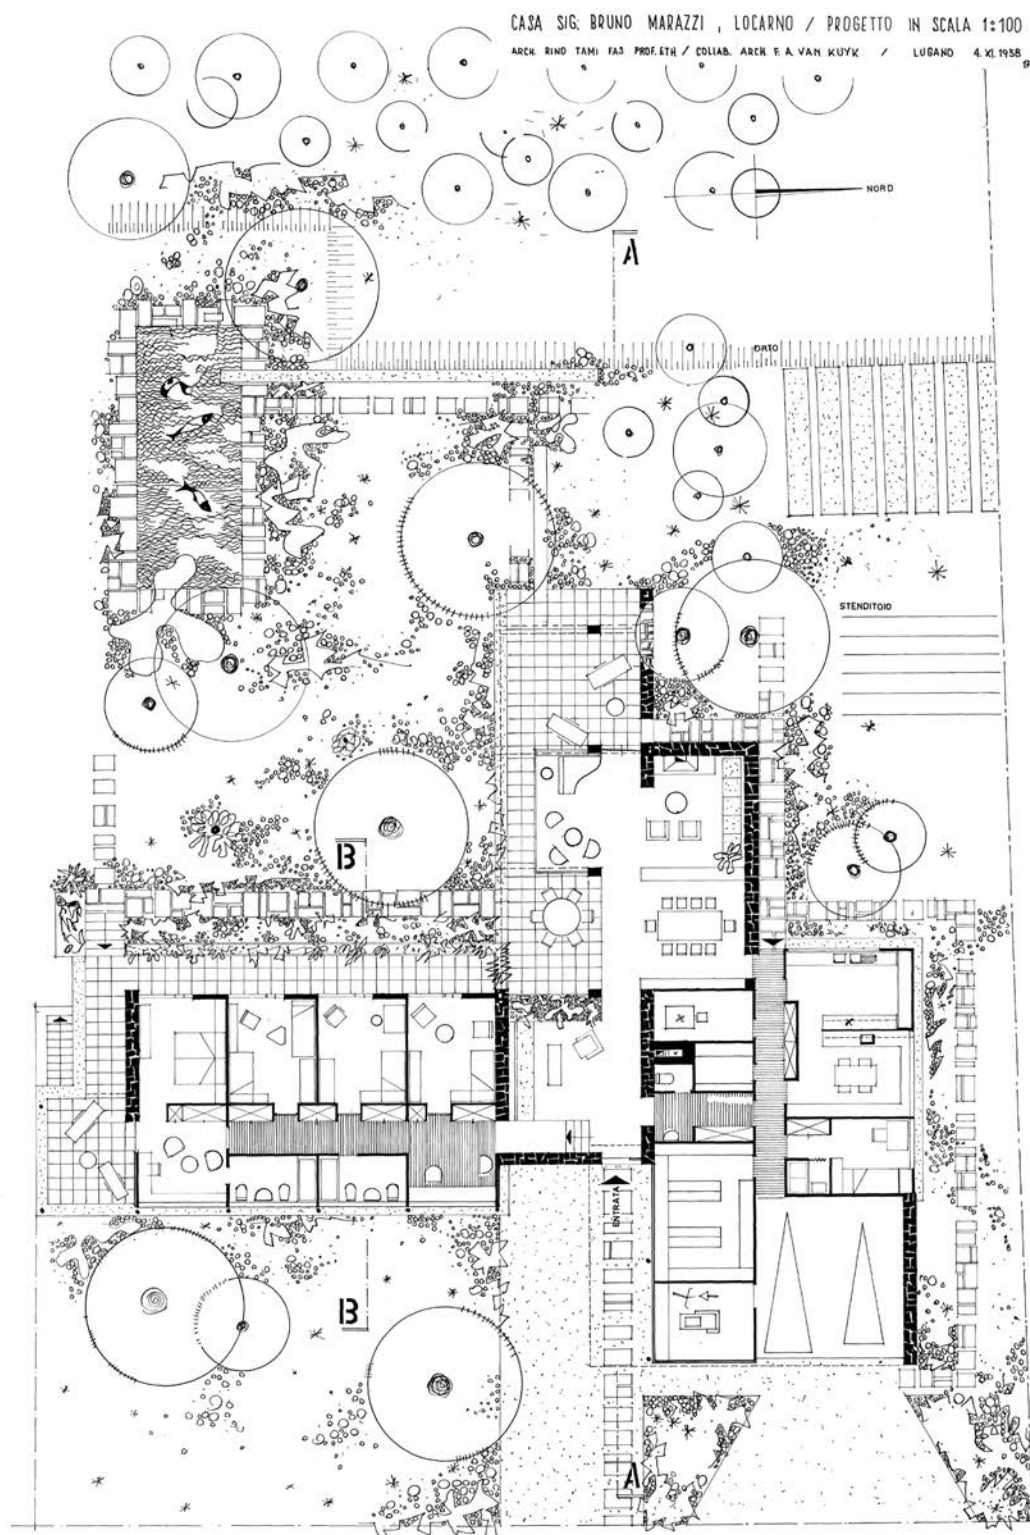 CASA SIG. BRUNO MARAZZI, LOCARNO / PROGETTO IN SCALA 1:100
ARCH. RINO TAMI FAS PROF. ETH / COLLAB. ARCH. F. A. VAN KUYK / LUGANO 4. XI. 1958
NORD
A
ORTO
STENDITOIO
B
ENTRATA
B
A